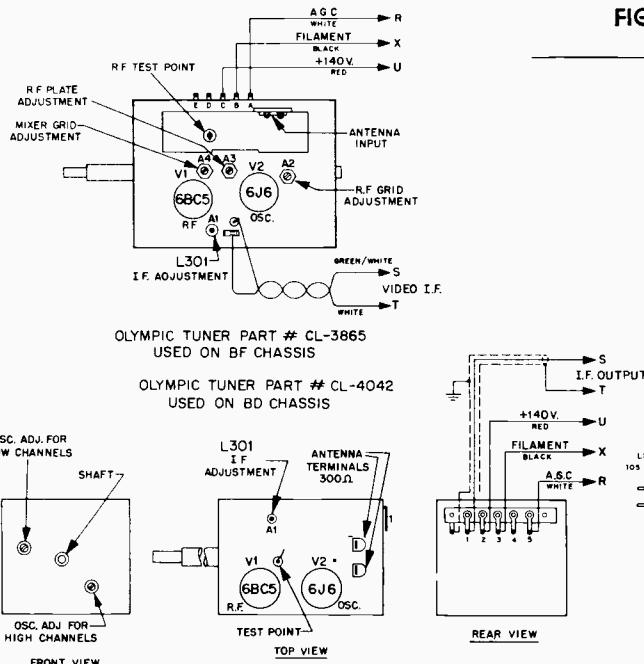 FIG
A.G.C
WHITE
R
FILAMENT
BLACK
X
+140V.
RED
U
R.F TEST POINT
R.F PLATE
ADJUSTMENT
MIXER GRID
ADJUSTMENT
E D C B A
ANTENNA
INPUT
A4
A3
V1
V2
A2
6BC5
6J6
R.F GRID
ADJUSTMENT
RF
A1
OSC.
L301
I.F. ADJUSTMENT
GREEN/WHITE
S
VIDEO I.F.
WHITE
T
OLYMPIC TUNER PART # CL-3865
USED ON BF CHASSIS
OLYMPIC TUNER PART # CL-4042
USED ON BD CHASSIS
S
I.F. OUTPUT
T
+140V.
RED
U
FILAMENT
BLACK
X
A.G.C
WHITE
R
1 2 3 4 5
REAR VIEW
L
105
SC. ADJ. FOR
W CHANNELS
SHAFT
OSC. ADJ FOR
HIGH CHANNELS
FRONT VIEW
L301
I F
ADJUSTMENT
ANTENNA
TERMINALS
300Ω
A1
1
V1
V2
6BC5
6J6
R.F.
OSC.
TEST POINT
TOP VIEW